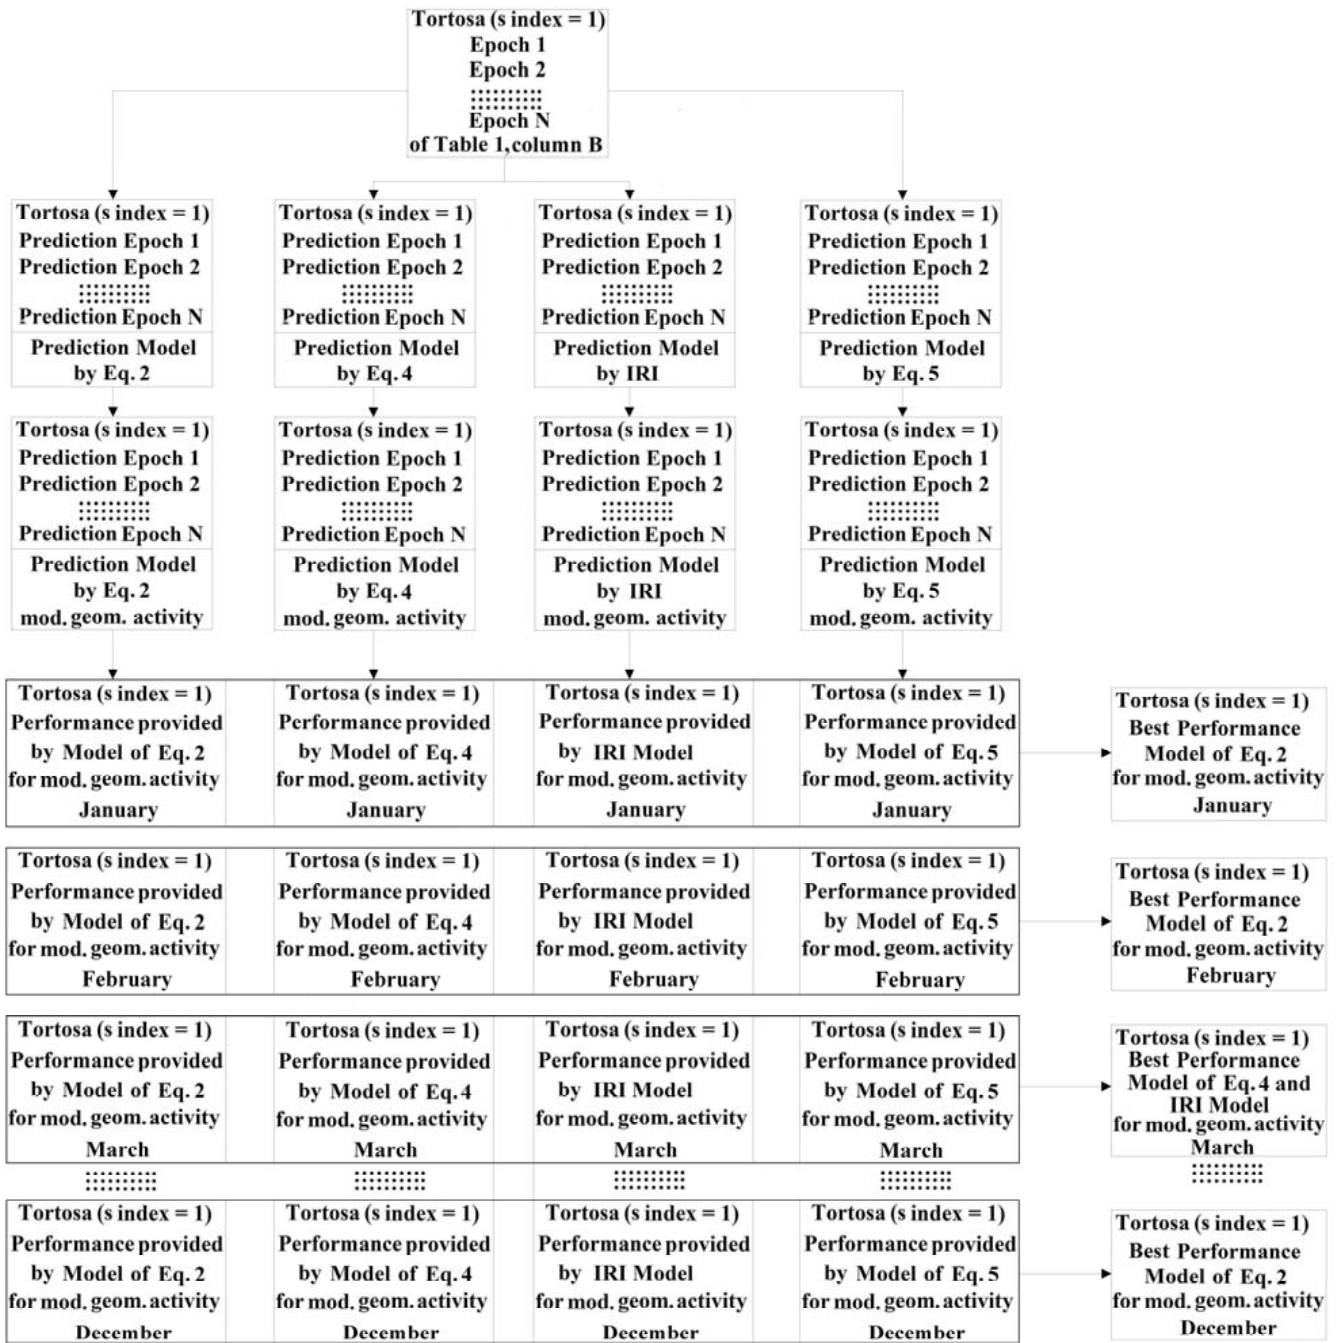 Tortosa (s index = 1)
Epoch 1
Epoch 2
Epoch N
of Table 1, column B
Tortosa (s index = 1)
Prediction Epoch 1
Prediction Epoch 2
Prediction Epoch N
Prediction Model
by Eq. 2
Tortosa (s index = 1)
Prediction Epoch 1
Prediction Epoch 2
Prediction Epoch N
Prediction Model
by Eq. 4
Tortosa (s index = 1)
Prediction Epoch 1
Prediction Epoch 2
Prediction Epoch N
Prediction Model
by IRI
Tortosa (s index = 1)
Prediction Epoch 1
Prediction Epoch 2
Prediction Epoch N
Prediction Model
by Eq. 5
Tortosa (s index = 1)
Prediction Epoch 1
Prediction Epoch 2
Prediction Epoch N
Prediction Model
by Eq. 2
mod. geom. activity
Tortosa (s index = 1)
Prediction Epoch 1
Prediction Epoch 2
Prediction Epoch N
Prediction Model
by Eq. 4
mod. geom. activity
Tortosa (s index = 1)
Prediction Epoch 1
Prediction Epoch 2
Prediction Epoch N
Prediction Model
by IRI
mod. geom. activity
Tortosa (s index = 1)
Prediction Epoch 1
Prediction Epoch 2
Prediction Epoch N
Prediction Model
by Eq. 5
mod. geom. activity
Tortosa (s index = 1)
Performance provided
by Model of Eq. 2
for mod. geom. activity
January
Tortosa (s index = 1)
Performance provided
by Model of Eq. 4
for mod. geom. activity
January
Tortosa (s index = 1)
Performance provided
by IRI Model
for mod. geom. activity
January
Tortosa (s index = 1)
Performance provided
by Model of Eq. 5
for mod. geom. activity
January
Tortosa (s index = 1)
Best Performance
Model of Eq. 2
for mod. geom. activity
January
Tortosa (s index = 1)
Performance provided
by Model of Eq. 2
for mod. geom. activity
February
Tortosa (s index = 1)
Performance provided
by Model of Eq. 4
for mod. geom. activity
February
Tortosa (s index = 1)
Performance provided
by IRI Model
for mod. geom. activity
February
Tortosa (s index = 1)
Performance provided
by Model of Eq. 5
for mod. geom. activity
February
Tortosa (s index = 1)
Best Performance
Model of Eq. 2
for mod. geom. activity
February
Tortosa (s index = 1)
Performance provided
by Model of Eq. 2
for mod. geom. activity
March
Tortosa (s index = 1)
Performance provided
by Model of Eq. 4
for mod. geom. activity
March
Tortosa (s index = 1)
Performance provided
by IRI Model
for mod. geom. activity
March
Tortosa (s index = 1)
Performance provided
by Model of Eq. 5
for mod. geom. activity
March
Tortosa (s index = 1)
Best Performance
Model of Eq. 4 and
IRI Model
for mod. geom. activity
March
Tortosa (s index = 1)
Performance provided
by Model of Eq. 2
for mod. geom. activity
December
Tortosa (s index = 1)
Performance provided
by Model of Eq. 4
for mod. geom. activity
December
Tortosa (s index = 1)
Performance provided
by IRI Model
for mod. geom. activity
December
Tortosa (s index = 1)
Performance provided
by Model of Eq. 5
for mod. geom. activity
December
Tortosa (s index = 1)
Best Performance
Model of Eq. 2
for mod. geom. activity
December